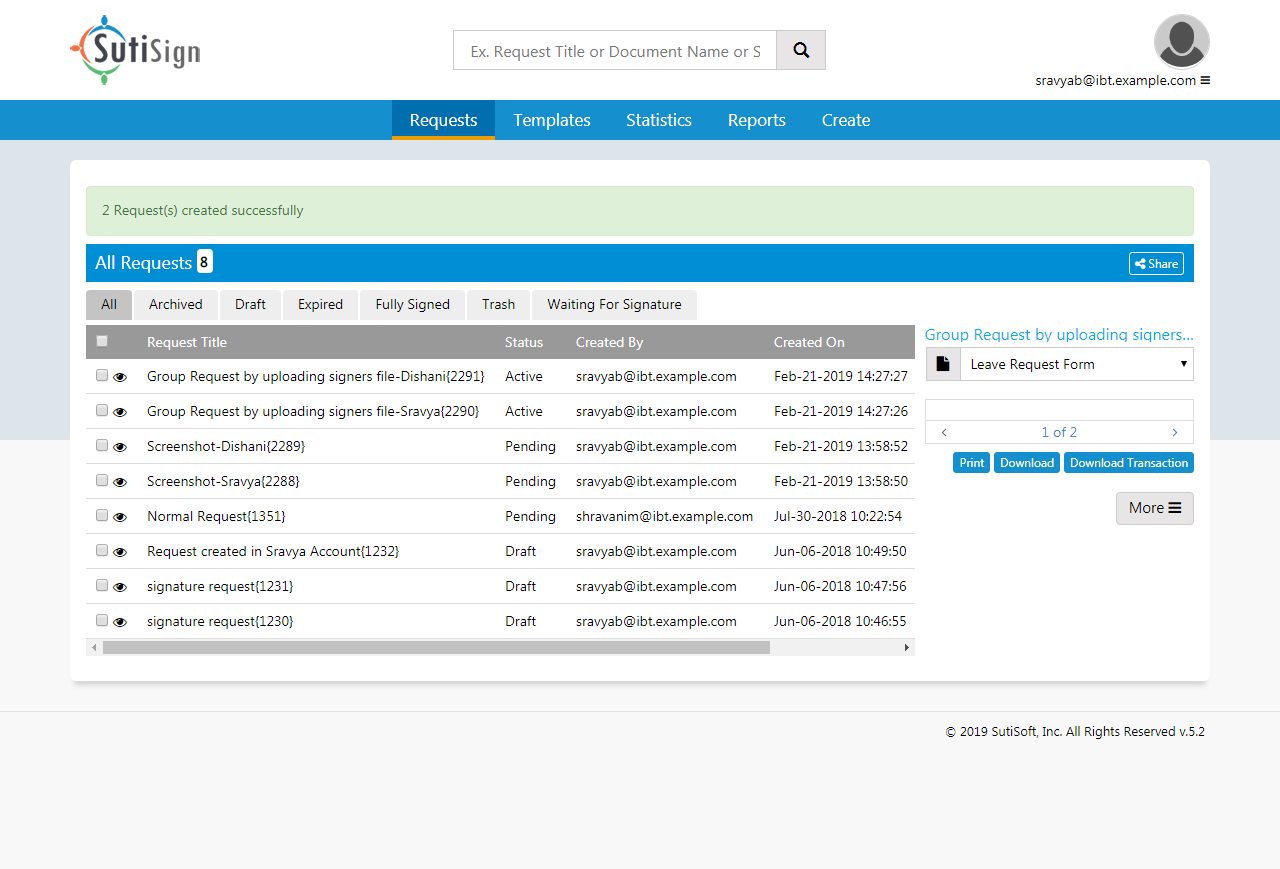 SutiSign
Ex. Request Title or Document Name or S
sravyab@ibt.example.com
Requests Templates Statistics Reports Create
2 Request(s) created successfully
All Requests 8
Share
All Archived Draft Expired Fully Signed Trash Waiting For Signature
Request Title Status Created By Created On
Group Request by uploading signers file-Dishani{2291} Active sravyab@ibt.example.com Feb-21-2019 14:27:27
Group Request by uploading signers file-Sravya{2290} Active sravyab@ibt.example.com Feb-21-2019 14:27:26
Screenshot-Dishani{2289} Pending sravyab@ibt.example.com Feb-21-2019 13:58:52
Screenshot-Sravya{2288} Pending sravyab@ibt.example.com Feb-21-2019 13:58:50
Normal Request{1351} Pending shravanim@ibt.example.com Jul-30-2018 10:22:54
Request created in Sravya Account{1232} Draft sravyab@ibt.example.com Jun-06-2018 10:49:50
signature request{1231} Draft sravyab@ibt.example.com Jun-06-2018 10:47:56
signature request{1230} Draft sravyab@ibt.example.com Jun-06-2018 10:46:55
Group Request by uploading signers...
Leave Request Form
1 of 2
Print Download Download Transaction
More
© 2019 SutiSoft, Inc. All Rights Reserved v.5.2